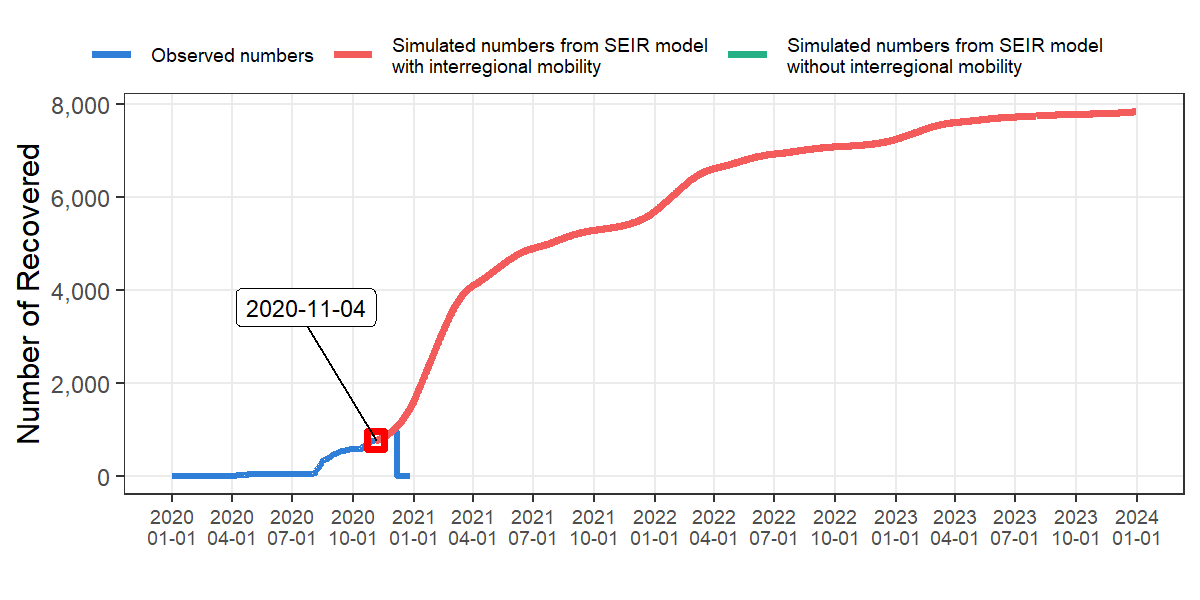 Observed numbers
Simulated numbers from SEIR model
with interregional mobility
Simulated numbers from SEIR model
without interregional mobility
Number of Recovered
8,000
6,000
4,000
2,000
0
2020-11-04
2020 2020 2020 2020 2021 2021 2021 2021 2022 2022 2022 2022 2023 2023 2023 2023 2024
01-01 04-01 07-01 10-01 01-01 04-01 07-01 10-01 01-01 04-01 07-01 10-01 01-01 04-01 07-01 10-01 01-01